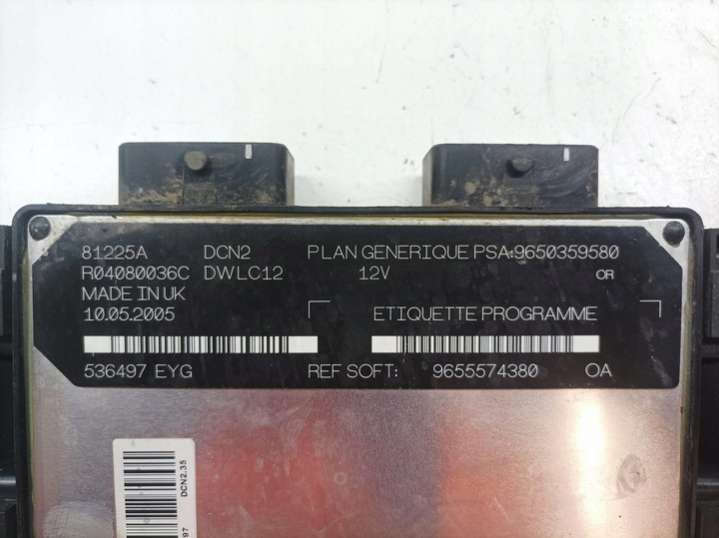 81225A DCN2 PLAN GENERIQUE PSA:9650359580
R04080036C DWLC12 12V OR
MADE IN UK
10.05.2005 ETIQUETTE PROGRAMME
536497 EYG REF SOFT: 9655574380 OA
DCN2.35
97